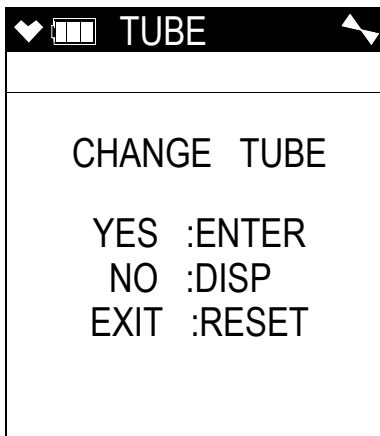 TUBE
CHANGE TUBE
YES :ENTER
NO :DISP
EXIT :RESET